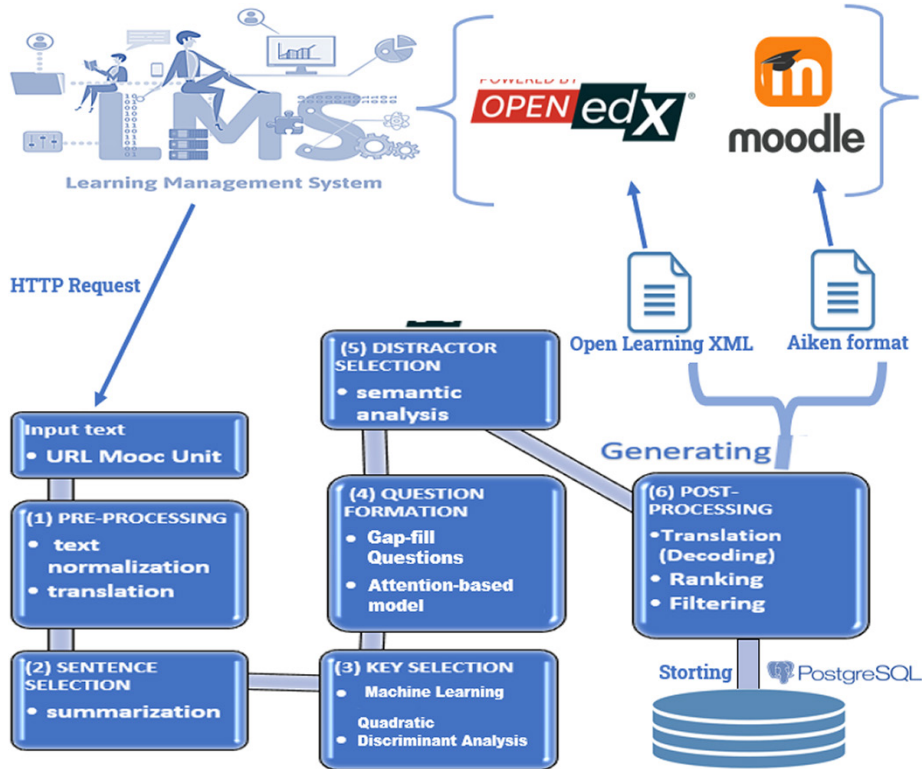 LMS
Learning Management System
POWERED BY
OPEN edX®
moodle
HTTP Request
Open Learning XML
Aiken format
Generating
Input text
• URL Mooc Unit
(1) PRE-PROCESSING
• text
normalization
• translation
(2) SENTENCE
SELECTION
• summarization
(3) KEY SELECTION
• Machine Learning
Quadratic
• Discriminant Analysis
(4) QUESTION
FORMATION
• Gap-fill
Questions
• Attention-based
model
(5) DISTRACTOR
SELECTION
• semantic
analysis
(6) POST-
PROCESSING
•Translation
(Decoding)
• Ranking
• Filtering
Storting
PostgreSQL